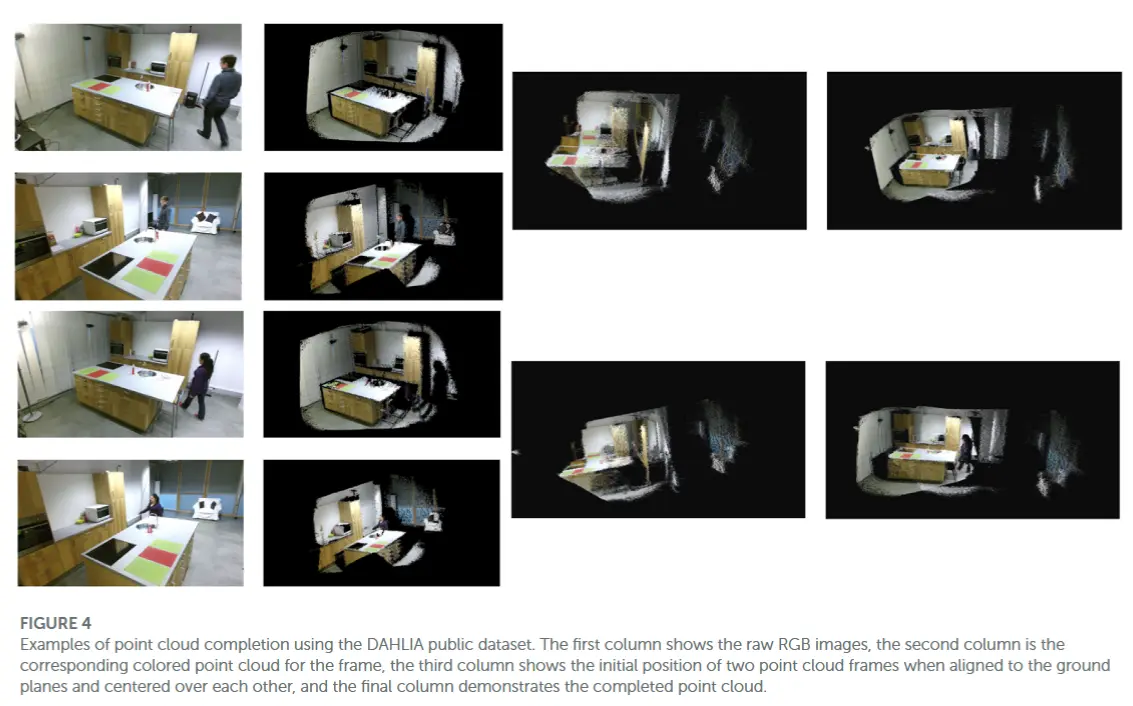 FIGURE 4
Examples of point cloud completion using the DAHLIA public dataset. The first column shows the raw RGB images, the second column is the
corresponding colored point cloud for the frame, the third column shows the initial position of two point cloud frames when aligned to the ground
planes and centered over each other, and the final column demonstrates the completed point cloud.